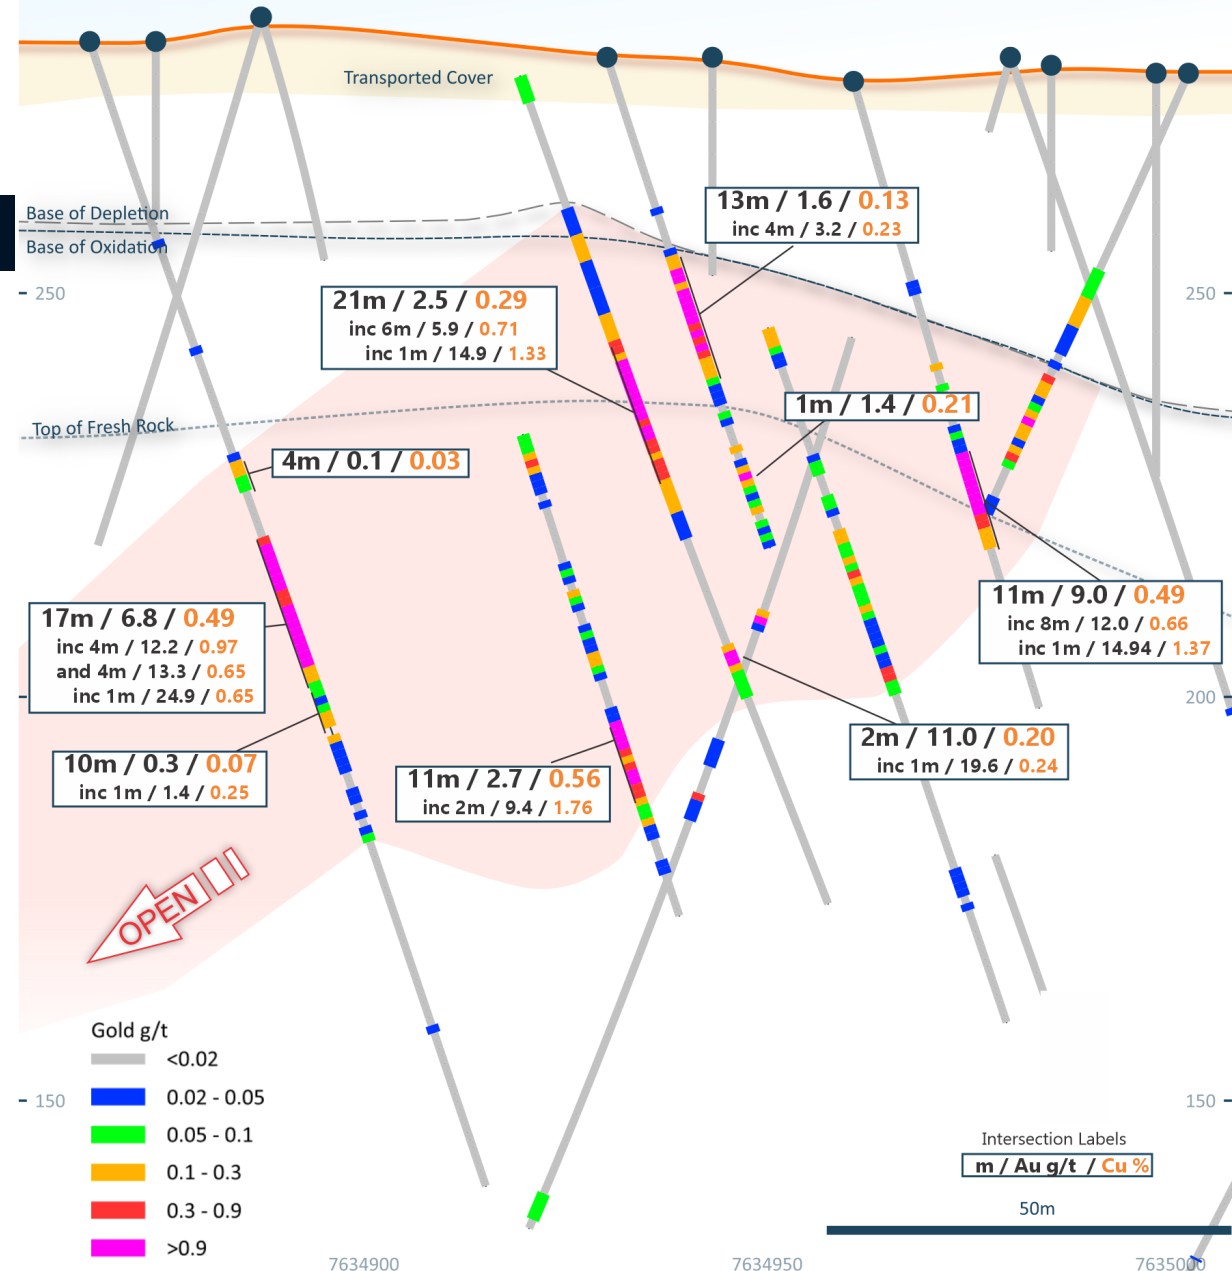 Transported Cover
Base of Depletion
Base of Oxidation
13m / 1.6 / 0.13
inc 4m / 3.2 / 0.23
250
250
21m / 2.5 / 0.29
inc 6m / 5.9 / 0.71
inc 1m / 14.9 / 1.33
1m / 1.4 / 0.21
Top of Fresh Rock
4m / 0.1 / 0.03
17m / 6.8 / 0.49
inc 4m / 12.2 / 0.97
and 4m / 13.3 / 0.65
inc 1m / 24.9 / 0.65
11m / 9.0 / 0.49
inc 8m / 12.0 / 0.66
inc 1m / 14.94 / 1.37
200
10m / 0.3 / 0.07
inc 1m / 1.4 / 0.25
11m / 2.7 / 0.56
inc 2m / 9.4 / 1.76
2m / 11.0 / 0.20
inc 1m / 19.6 / 0.24
OPEN
Gold g/t
<0.02
0.02 - 0.05
0.05 - 0.1
0.1 - 0.3
0.3 - 0.9
>0.9
150
150
Intersection Labels
m / Au g/t / Cu %
50m
7634900
7634950
7635000